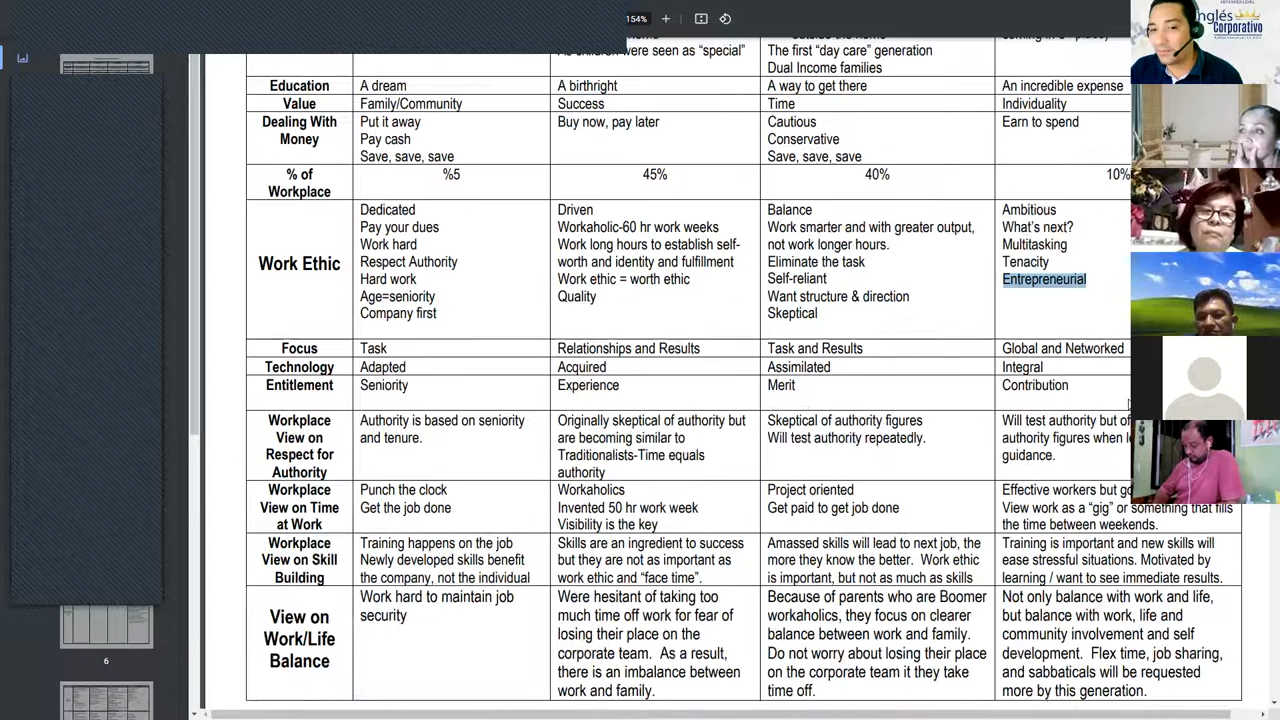 154%
ADVANCED LEVEL
Inglés
Corporativo
were seen as “special”
The first “day care” generation
Dual Income families
Education A dream A birthright A way to get there An incredible expense
Value Family/Community Success Time Individuality
Dealing With Put it away Buy now, pay later Cautious Earn to spend
Money Pay cash Conservative
Save, save, save Save, save, save
% of %5 45% 40% 10%
Workplace
Dedicated Driven Balance Ambitious
Pay your dues Workaholic-60 hr work weeks Work smarter and with greater output, What’s next?
Work hard Work long hours to establish self- not work longer hours. Multitasking
Work Ethic Respect Authority worth and identity and fulfillment Eliminate the task Tenacity
Hard work Work ethic = worth ethic Self-reliant Entrepreneurial
Age=seniority Quality Want structure & direction
Company first Skeptical
Focus Task Relationships and Results Task and Results Global and Networked
Technology Adapted Acquired Assimilated Integral
Entitlement Seniority Experience Merit Contribution
Workplace Authority is based on seniority Originally skeptical of authority but Skeptical of authority figures Will test authority but
View on and tenure. are becoming similar to Will test authority repeatedly. authority figures when
Respect for Traditionalists-Time equals guidance.
Authority authority
Workplace Punch the clock Workaholics Project oriented Effective workers but
View on Time Get the job done Invented 50 hr work week Get paid to get job done View work as a “gig” or something that fills
at Work Visibility is the key the time between weekends.
Workplace Training happens on the job Skills are an ingredient to success Amassed skills will lead to next job, the Training is important and new skills will
View on Skill Newly developed skills benefit but they are not as important as more they know the better. Work ethic ease stressful situations. Motivated by
Building the company, not the individual work ethic and “face time”. is important, but not as much as skills learning / want to see immediate results.
Work hard to maintain job Were hesitant of taking too Because of parents who are Boomer Not only balance with work and life,
View on security much time off work for fear of workaholics, they focus on clearer but balance with work, life and
Work/Life losing their place on the balance between work and family. community involvement and self
Balance corporate team. As a result, Do not worry about losing their place development. Flex time, job sharing,
there is an imbalance between on the corporate team it they take and sabbaticals will be requested
work and family. time off. more by this generation.
6